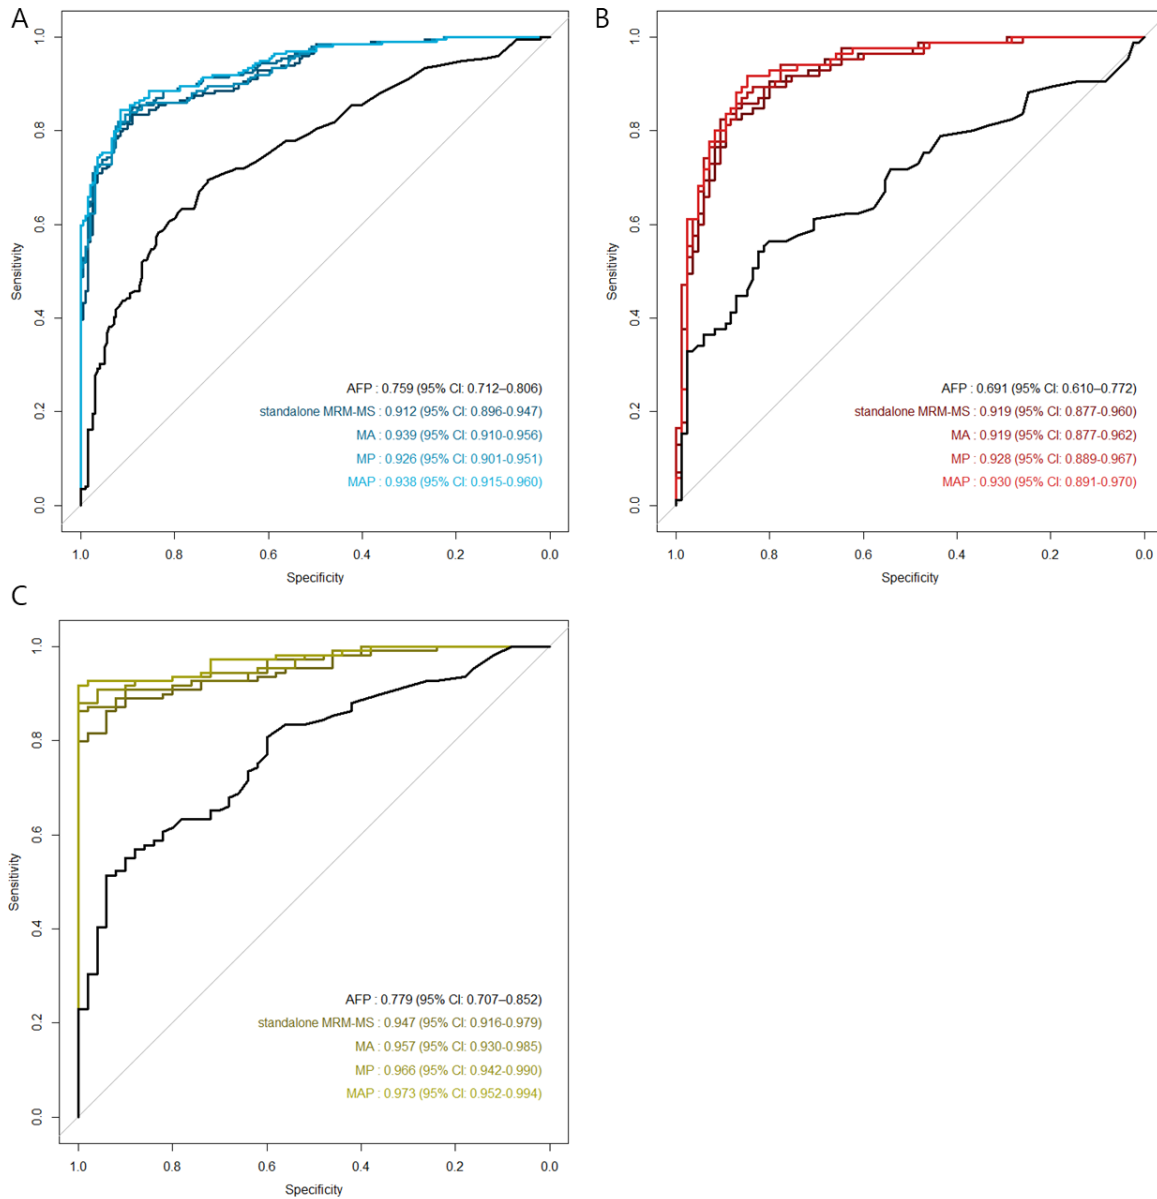 A
1.0
0.8
0.6
0.4
0.2
0.0
Sensitivity
AFP : 0.759 (95% CI: 0.712–0.806)
standalone MRM-MS : 0.912 (95% CI: 0.896-0.947)
MA : 0.939 (95% CI: 0.910-0.956)
MP : 0.926 (95% CI: 0.901-0.951)
MAP : 0.938 (95% CI: 0.915-0.960)
1.0 0.8 0.6 0.4 0.2 0.0
Specificity
B
1.0
0.8
0.6
0.4
0.2
0.0
Sensitivity
AFP : 0.691 (95% CI: 0.610–0.772)
standalone MRM-MS : 0.919 (95% CI: 0.877-0.960)
MA : 0.919 (95% CI: 0.877-0.962)
MP : 0.928 (95% CI: 0.889-0.967)
MAP : 0.930 (95% CI: 0.891-0.970)
1.0 0.8 0.6 0.4 0.2 0.0
Specificity
C
1.0
0.8
0.6
0.4
0.2
0.0
Sensitivity
AFP : 0.779 (95% CI: 0.707–0.852)
standalone MRM-MS : 0.947 (95% CI: 0.916-0.979)
MA : 0.957 (95% CI: 0.930-0.985)
MP : 0.966 (95% CI: 0.942-0.990)
MAP : 0.973 (95% CI: 0.952-0.994)
1.0 0.8 0.6 0.4 0.2 0.0
Specificity